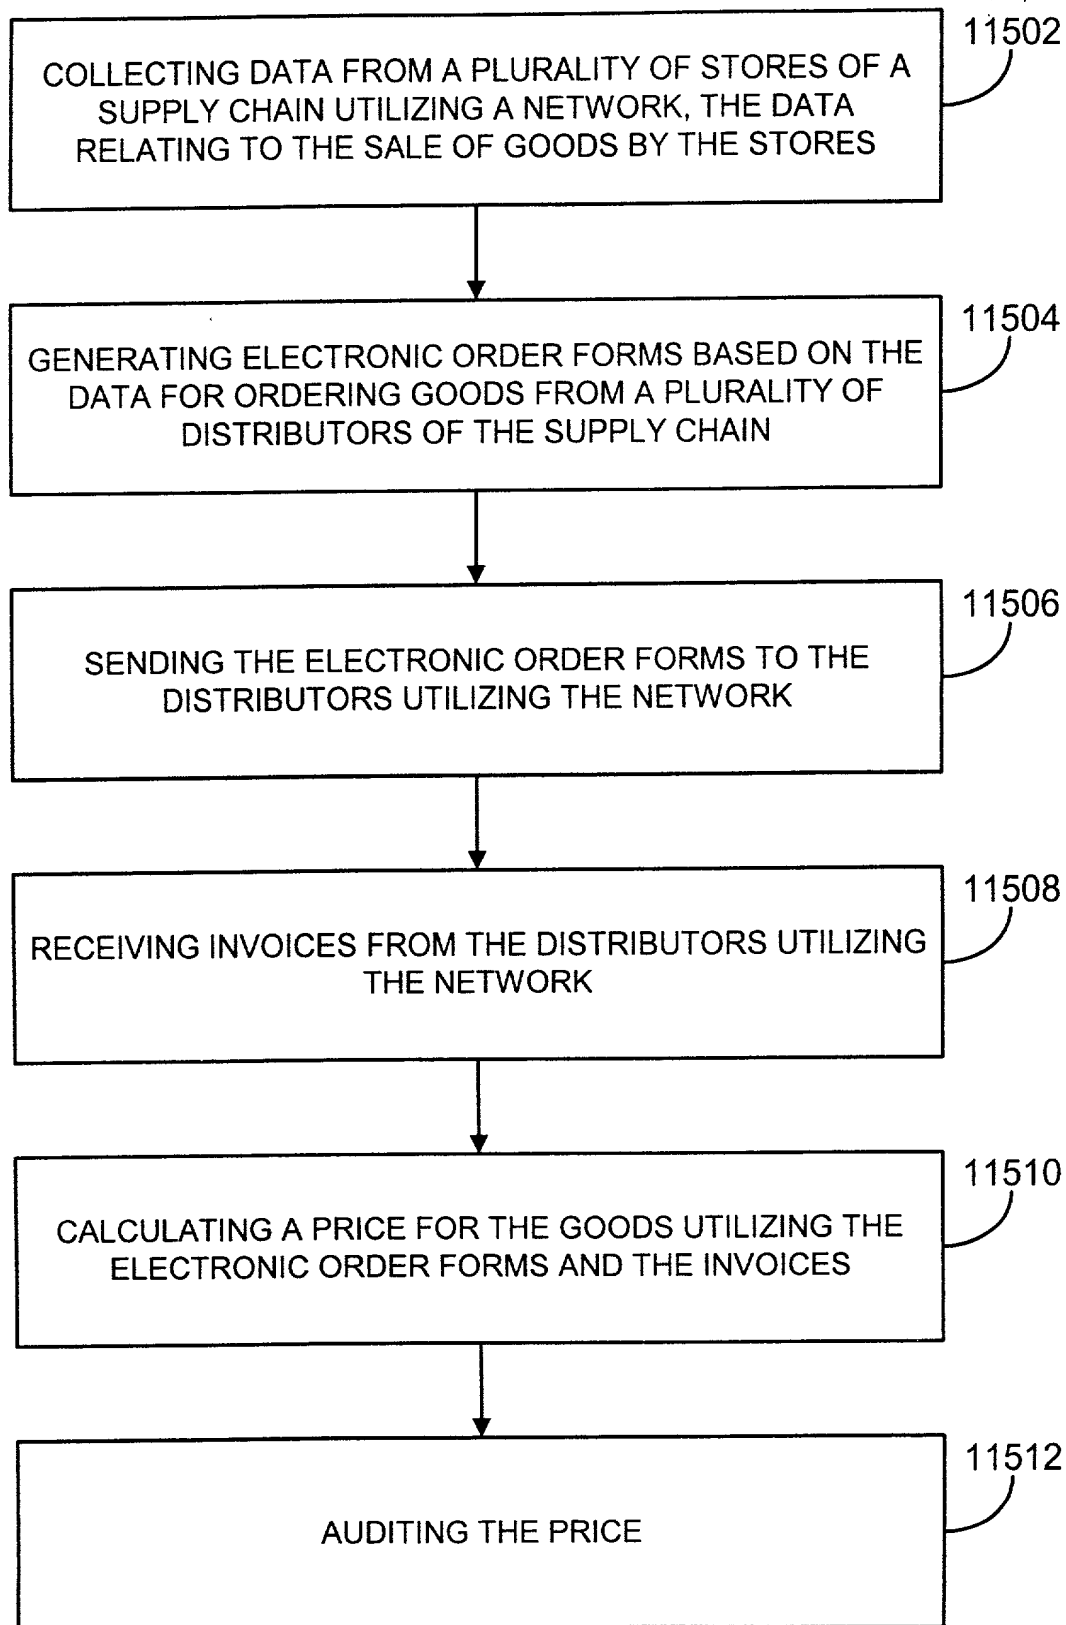 11502
COLLECTING DATA FROM A PLURALITY OF STORES OF A
SUPPLY CHAIN UTILIZING A NETWORK, THE DATA
RELATING TO THE SALE OF GOODS BY THE STORES
11504
GENERATING ELECTRONIC ORDER FORMS BASED ON THE
DATA FOR ORDERING GOODS FROM A PLURALITY OF
DISTRIBUTORS OF THE SUPPLY CHAIN
11506
SENDING THE ELECTRONIC ORDER FORMS TO THE
DISTRIBUTORS UTILIZING THE NETWORK
11508
RECEIVING INVOICES FROM THE DISTRIBUTORS UTILIZING
THE NETWORK
11510
CALCULATING A PRICE FOR THE GOODS UTILIZING THE
ELECTRONIC ORDER FORMS AND THE INVOICES
11512
AUDITING THE PRICE